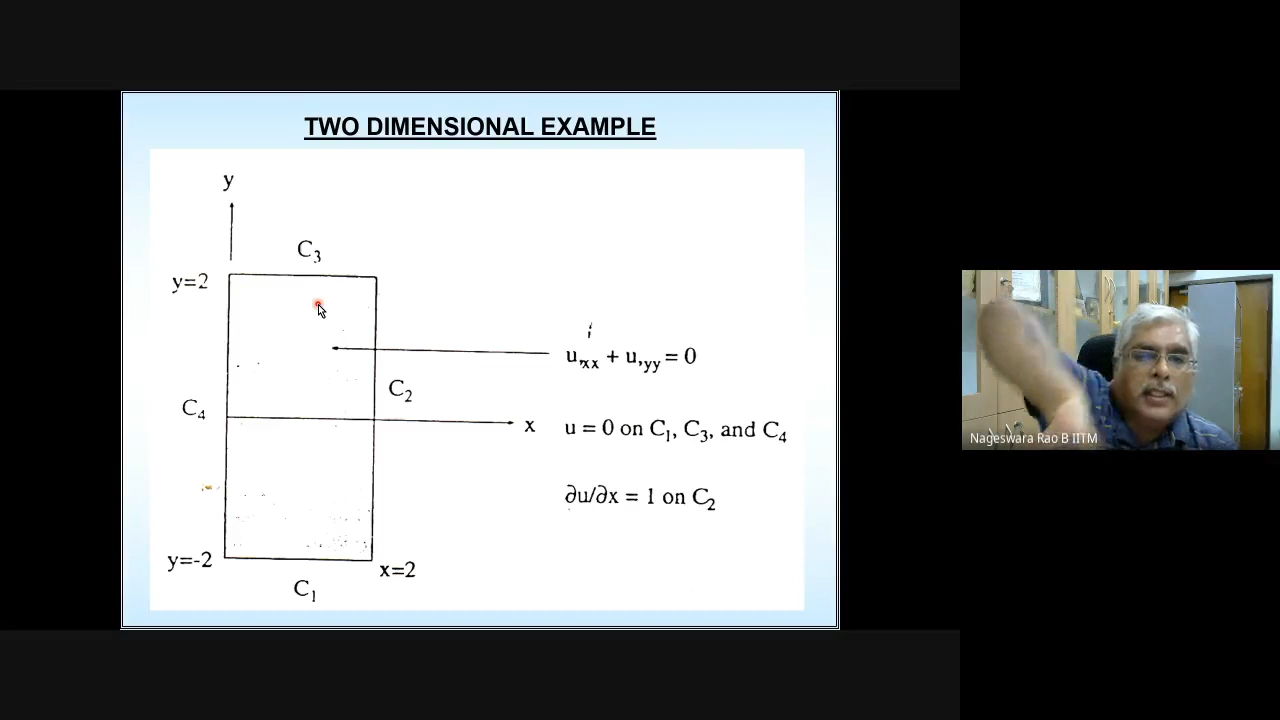 TWO DIMENSIONAL EXAMPLE
y
C₃
y=2
u,xx + u,yy = 0
C₂
C₄
x
u = 0 on C₁, C₃, and C₄
∂u/∂x = 1 on C₂
y=-2
x=2
C₁
Nageswara Rao B IITM